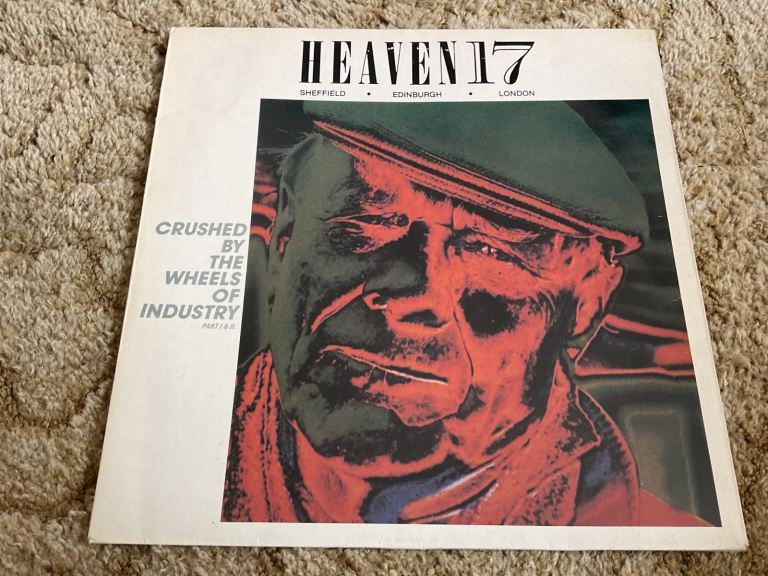 HEAVEN 17
SHEFFIELD • EDINBURGH • LONDON
CRUSHED
BY
THE
WHEELS
OF
INDUSTRY
PART I & II.